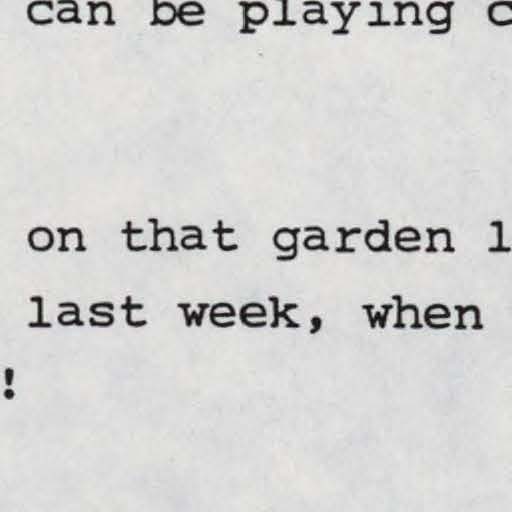 can be playing
on that garden
last week, when
!